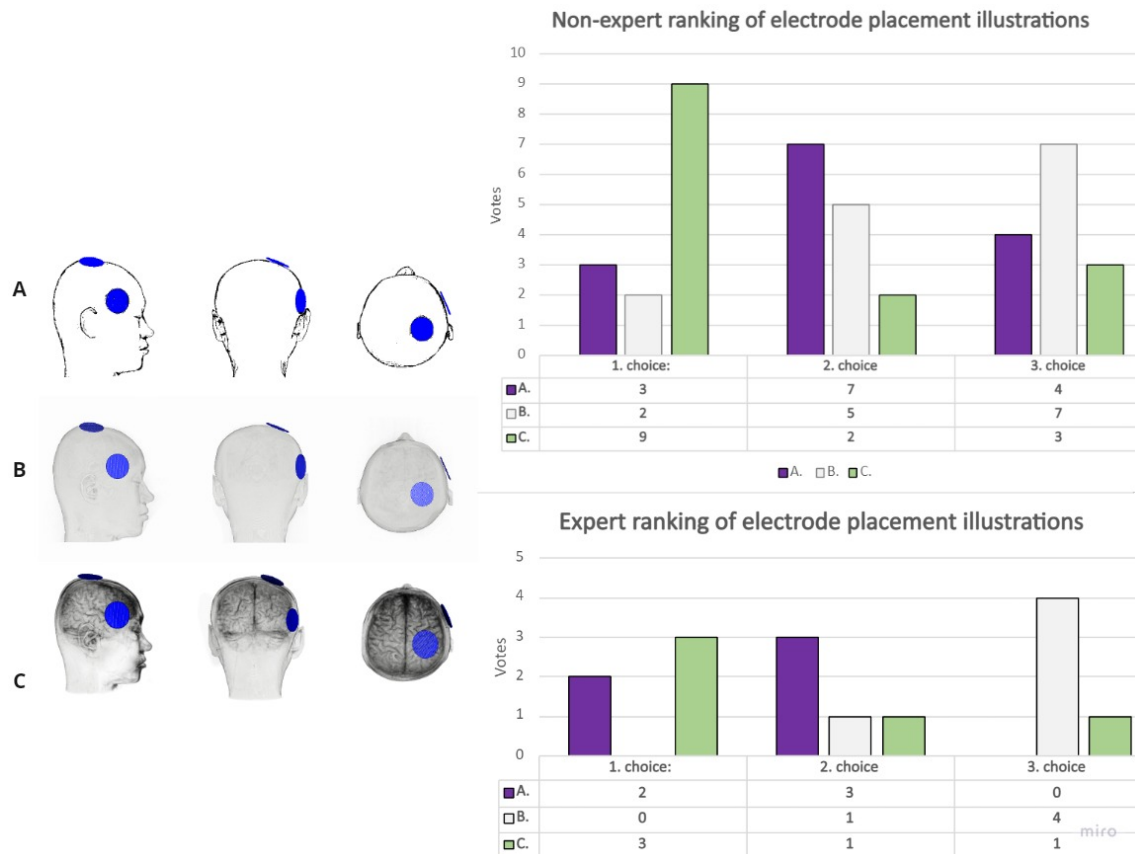 A
B
C
Non-expert ranking of electrode placement illustrations
Votes
10
9
8
7
6
5
4
3
2
1
0
1. choice: 2. choice 3. choice
A. 3 7 4
B. 2 5 7
C. 9 2 3
A. B. C.
Expert ranking of electrode placement illustrations
Votes
5
4
3
2
1
0
1. choice: 2. choice 3. choice
A. 2 3 0
B. 0 1 4
C. 3 1 1
miro